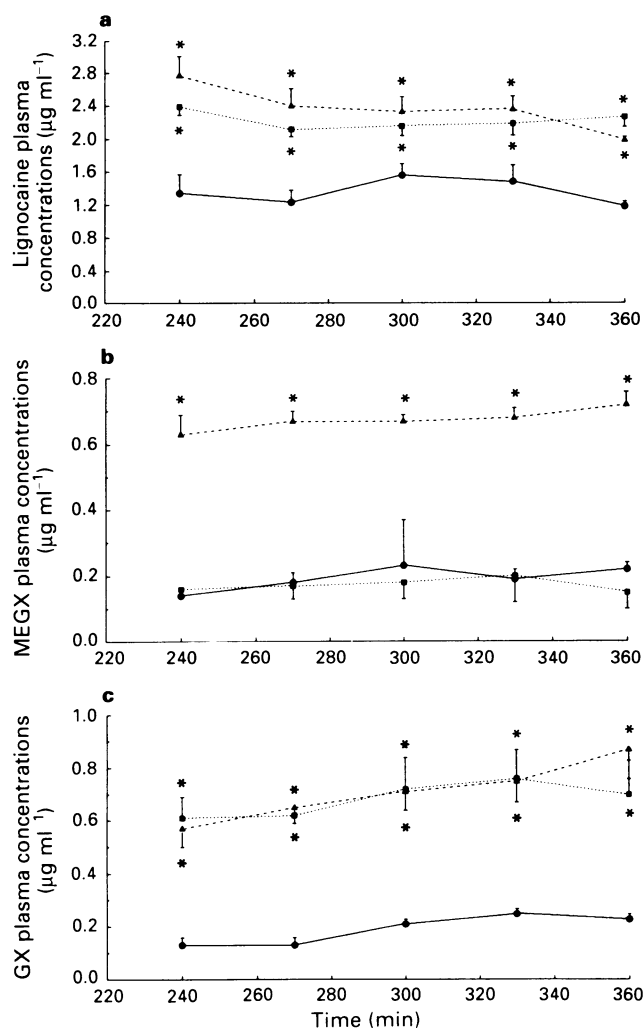 a
Lignocaine plasma
concentrations (µg ml⁻¹)
3.2
2.8
2.4
2.0
1.6
1.2
0.8
0.4
0.0
* * * * *
* * * * *
220 240 260 280 300 320 340 360
b
MEGX plasma concentrations
(µg ml⁻¹)
0.8
0.6
0.4
0.2
0.0
* * * * *
220 240 260 280 300 320 340 360
c
GX plasma concentrations
(µg ml⁻¹)
1.0
0.8
0.6
0.4
0.2
0.0
* * * * *
* * * * *
220 240 260 280 300 320 340 360
Time (min)